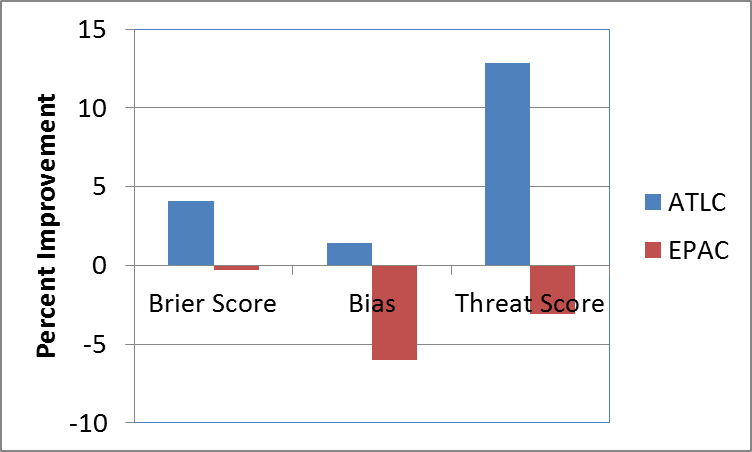 15
10
5
0
-5
-10
Percent Improvement
Brier Score
Bias
Threat Score
ATLC
EPAC